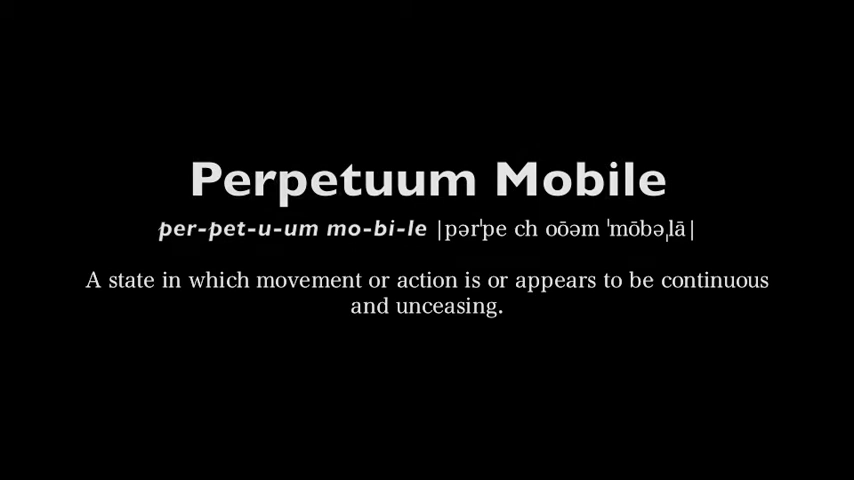 Perpetuum Mobile
per-pet-u-um mo-bi-le |pərˈpe ch oōəm ˈmōbəˌlā|
A state in which movement or action is or appears to be continuous
and unceasing.